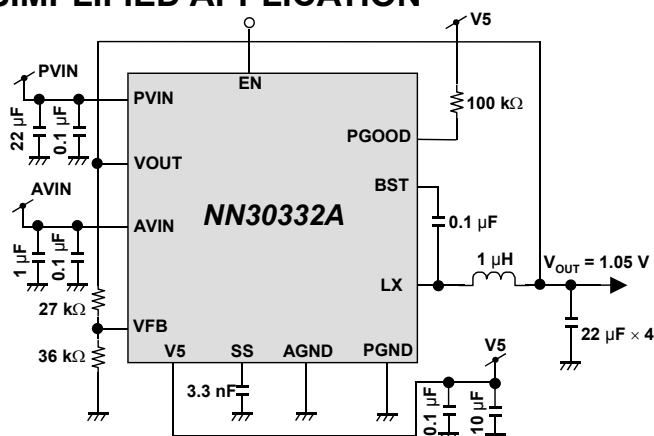 SIMPLIFIED APPLICATION
V5
PVIN
EN
PVIN
22 µF
0.1 µF
100 kΩ
PGOOD
VOUT
BST
AVIN
NN30332A
AVIN
0.1 µF
1 µF
0.1 µF
1 µH
VOUT = 1.05 V
LX
27 kΩ
VFB
22 µF × 4
36 kΩ
V5
SS
AGND
PGND
V5
3.3 nF
0.1 µF
10 µF